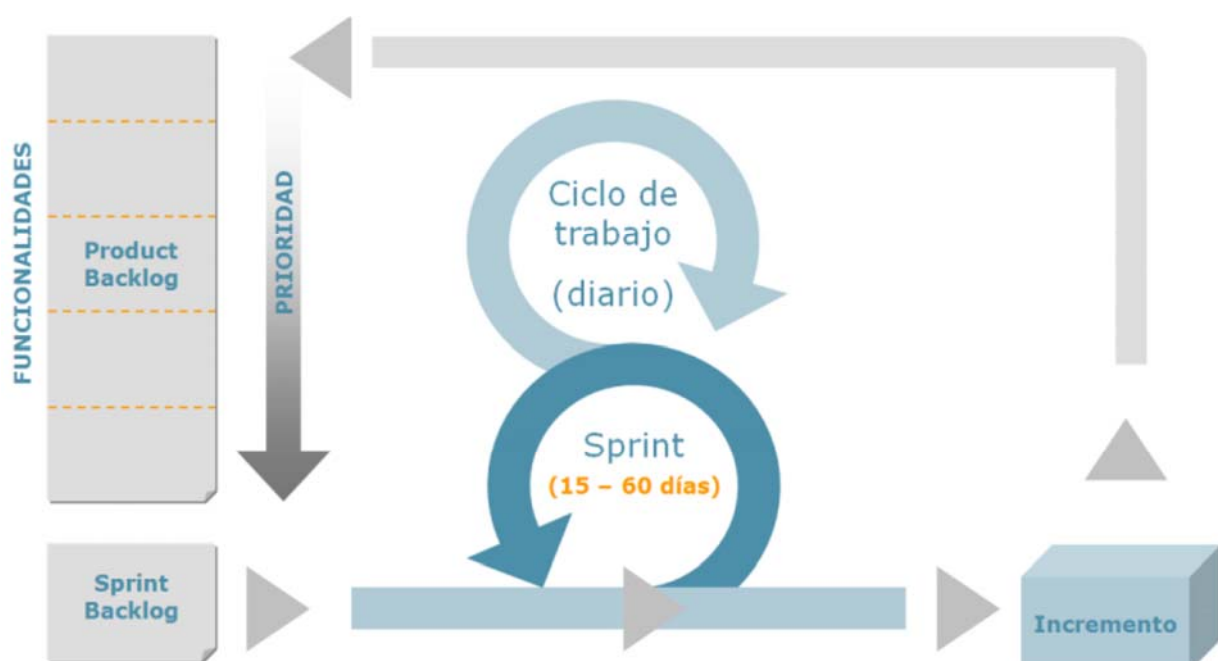 FUNCIONALIDADES
Product
Backlog
PRIORIDAD
Ciclo de
trabajo
(diario)
Sprint
(15 – 60 días)
Sprint
Backlog
Incremento